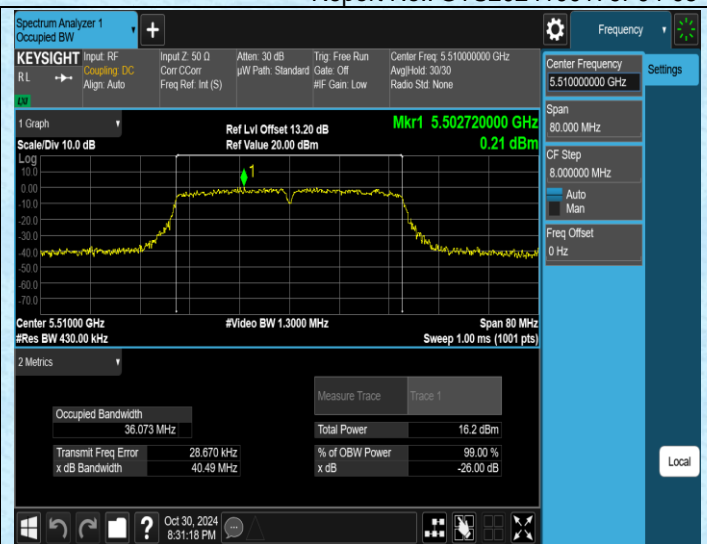 Spectrum Analyzer 1
Occupied BW
+
Frequency
KEYSIGHT
R L
Input: RF
Coupling: DC
Align: Auto
Input Z: 50 Ω
Corr CCorr
Freq Ref: Int (S)
Atten: 30 dB
µW Path: Standard
Trig: Free Run
Gate: Off
#IF Gain: Low
Center Freq: 5.510000000 GHz
Avg|Hold: 30/30
Radio Std: None
Center Frequency
5.510000000 GHz
Settings
Span
80.000 MHz
CF Step
8.000000 MHz
Auto
Man
Freq Offset
0 Hz
1 Graph
Scale/Div 10.0 dB
Ref Lvl Offset 13.20 dB
Ref Value 20.00 dBm
Mkr1 5.502720000 GHz
0.21 dBm
Log
10.0
0.00
-10.0
-20.0
-30.0
-40.0
-50.0
-60.0
-70.0
1
Center 5.51000 GHz
#Res BW 430.00 kHz
#Video BW 1.3000 MHz
Span 80 MHz
Sweep 1.00 ms (1001 pts)
2 Metrics
Measure Trace
Trace 1
Occupied Bandwidth
36.073 MHz
Total Power
16.2 dBm
Transmit Freq Error
28.670 kHz
% of OBW Power
99.00 %
x dB Bandwidth
40.49 MHz
x dB
-26.00 dB
Local
?
Oct 30, 2024
8:31:18 PM